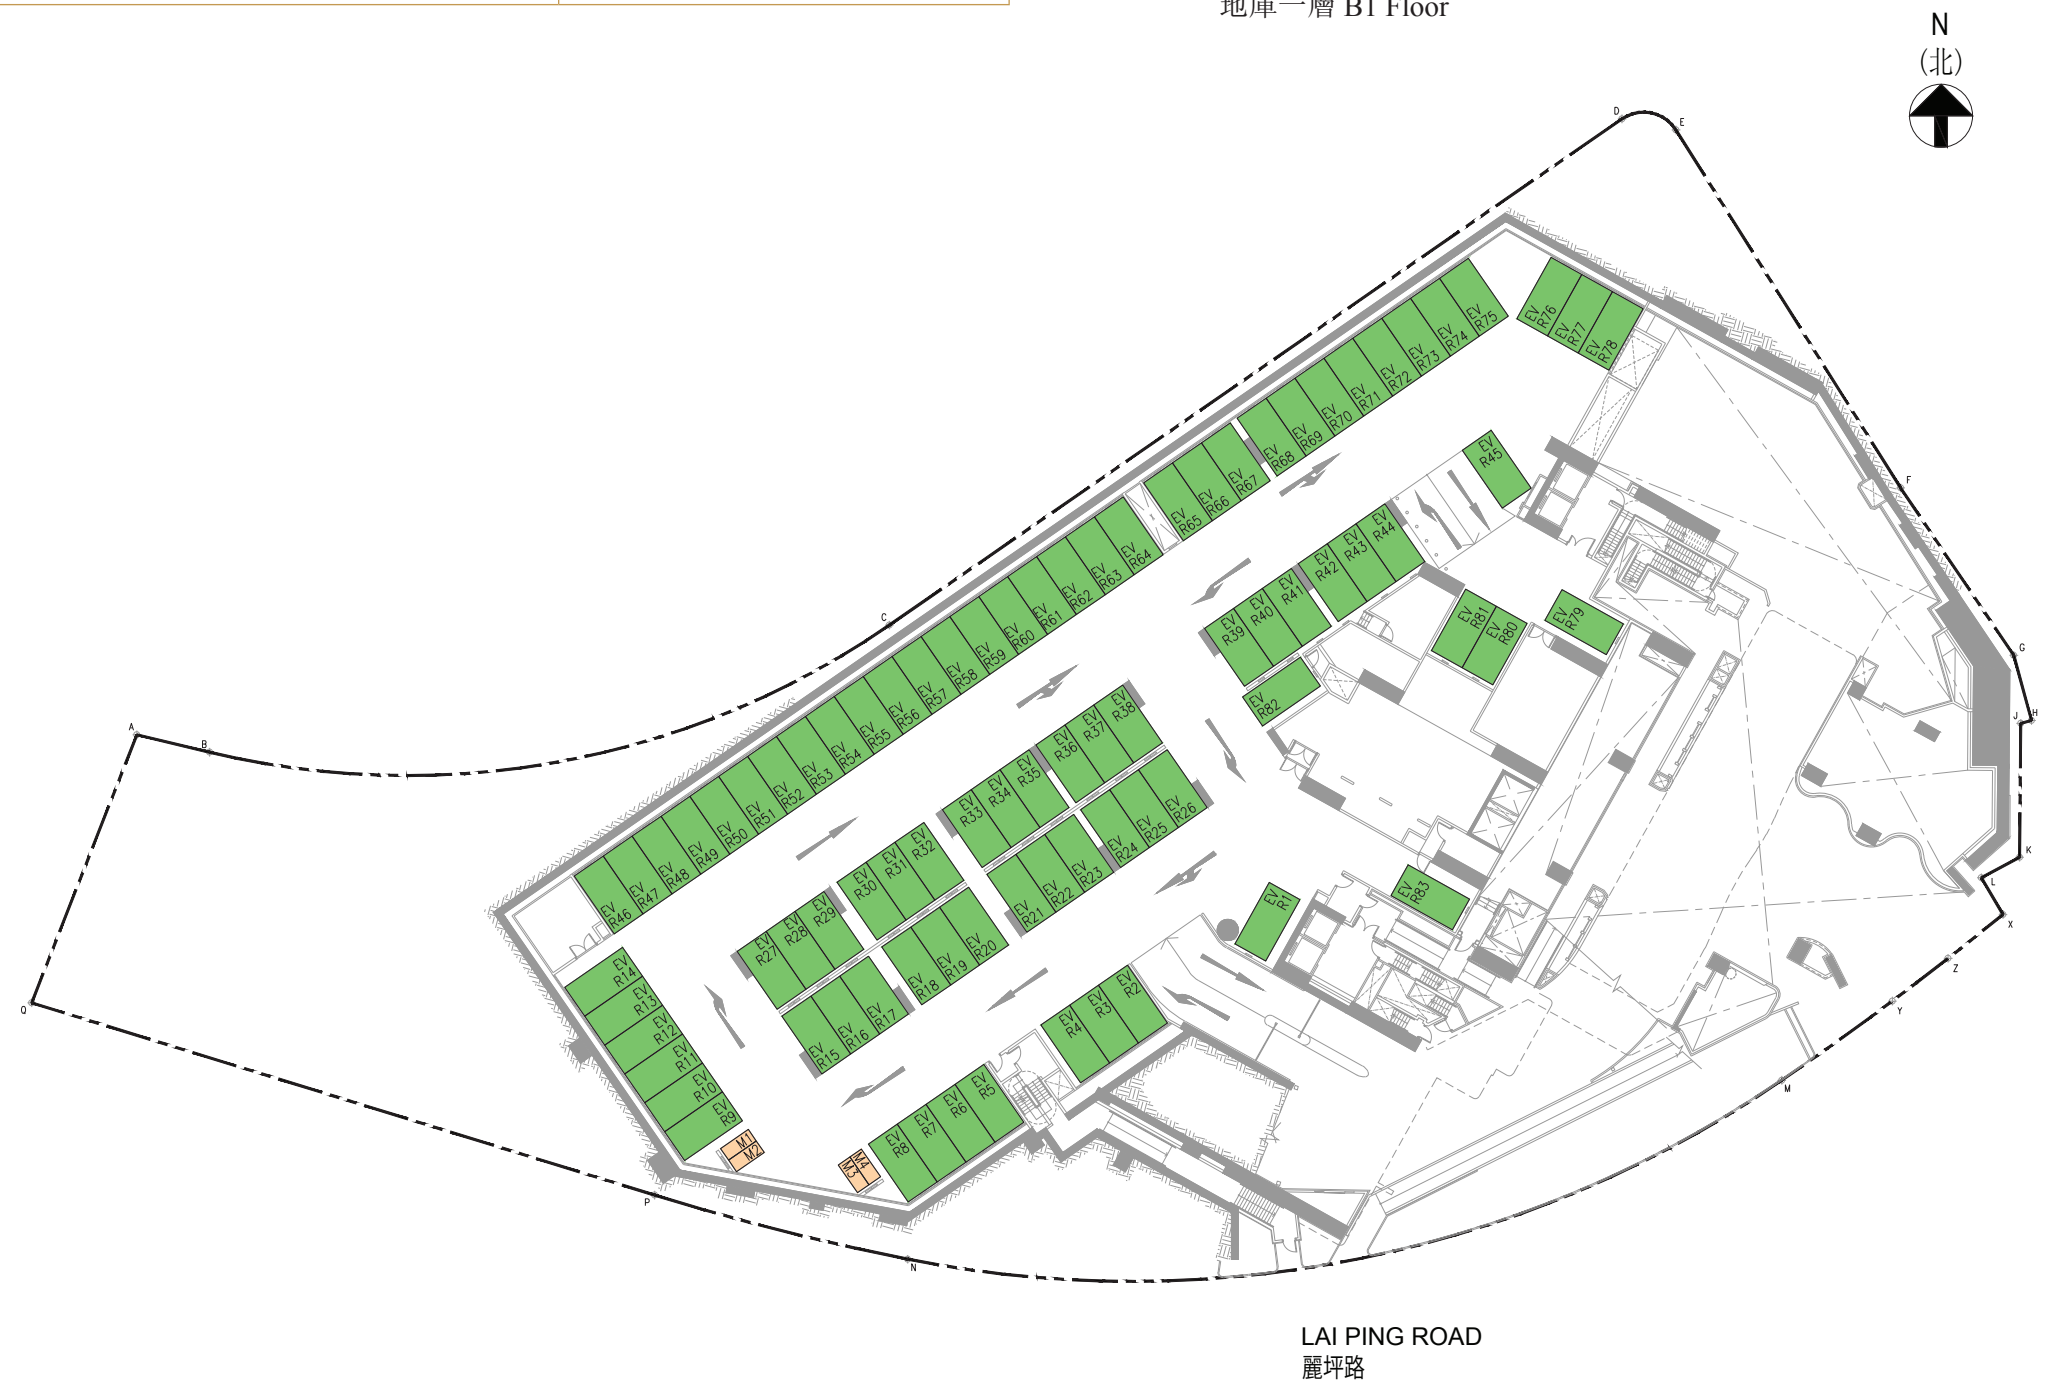 地庫一層 B1 Floor
N
(北)
D
E
EV
R76
EV
R77
EV
R78
EV
R75
EV
R74
EV
R73
EV
R72
EV
R71
EV
R70
EV
R69
EV
R68
EV
R67
EV
R66
EV
R65
EV
R64
EV
R63
EV
R62
EV
R61
EV
R60
EV
R59
EV
R58
EV
R57
EV
R56
EV
R55
EV
R54
EV
R53
EV
R52
EV
R51
EV
R50
EV
R49
EV
R48
EV
R47
EV
R46
EV
R45
EV
R44
EV
R43
EV
R42
EV
R41
EV
R40
EV
R39
EV
R82
EV
R81
EV
R80
EV
R79
F
G
H
J
K
L
X
Z
Y
M
C
A
B
Q
EV
R38
EV
R37
EV
R36
EV
R35
EV
R34
EV
R33
EV
R32
EV
R31
EV
R30
EV
R29
EV
R28
EV
R27
EV
R26
EV
R25
EV
R24
EV
R23
EV
R22
EV
R21
EV
R20
EV
R19
EV
R18
EV
R17
EV
R16
EV
R15
EV
R83
EV
R1
EV
R2
EV
R3
EV
R4
EV
R5
EV
R6
EV
R7
EV
R8
EV
R14
EV
R13
EV
R12
EV
R11
EV
R10
EV
R9
M1
M2
M4
M3
P
N
LAI PING ROAD
麗坪路